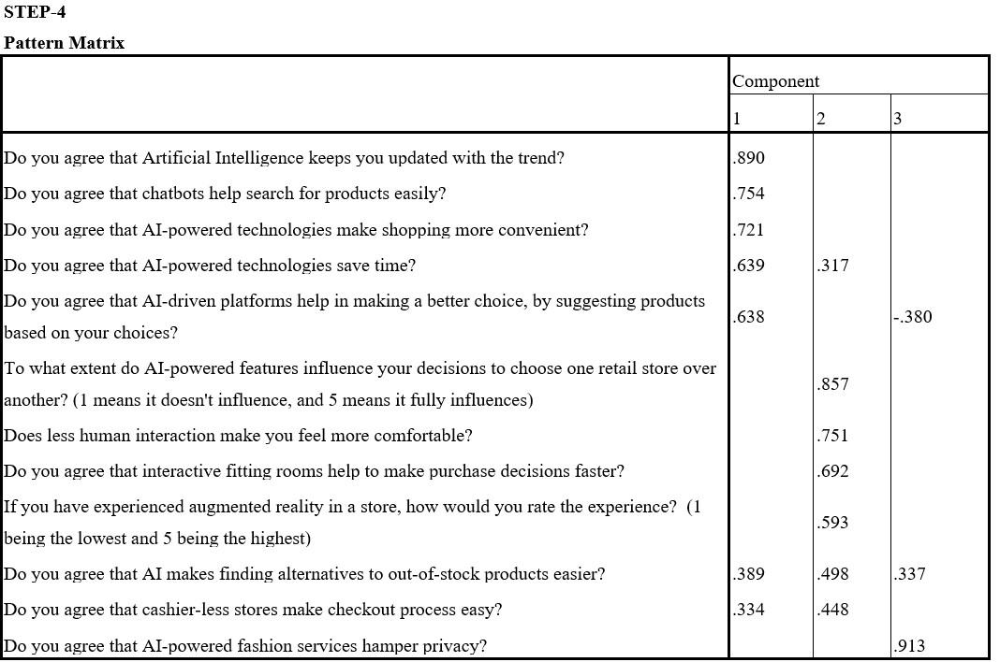 STEP-4
Pattern Matrix
Component
1 2 3
Do you agree that Artificial Intelligence keeps you updated with the trend? .890
Do you agree that chatbots help search for products easily? .754
Do you agree that AI-powered technologies make shopping more convenient? .721
Do you agree that AI-powered technologies save time? .639 .317
Do you agree that AI-driven platforms help in making a better choice, by suggesting products
based on your choices? .638 -.380
To what extent do AI-powered features influence your decisions to choose one retail store over
another? (1 means it doesn't influence, and 5 means it fully influences) .857
Does less human interaction make you feel more comfortable? .751
Do you agree that interactive fitting rooms help to make purchase decisions faster? .692
If you have experienced augmented reality in a store, how would you rate the experience? (1
being the lowest and 5 being the highest) .593
Do you agree that AI makes finding alternatives to out-of-stock products easier? .389 .498 .337
Do you agree that cashier-less stores make checkout process easy? .334 .448
Do you agree that AI-powered fashion services hamper privacy? .913